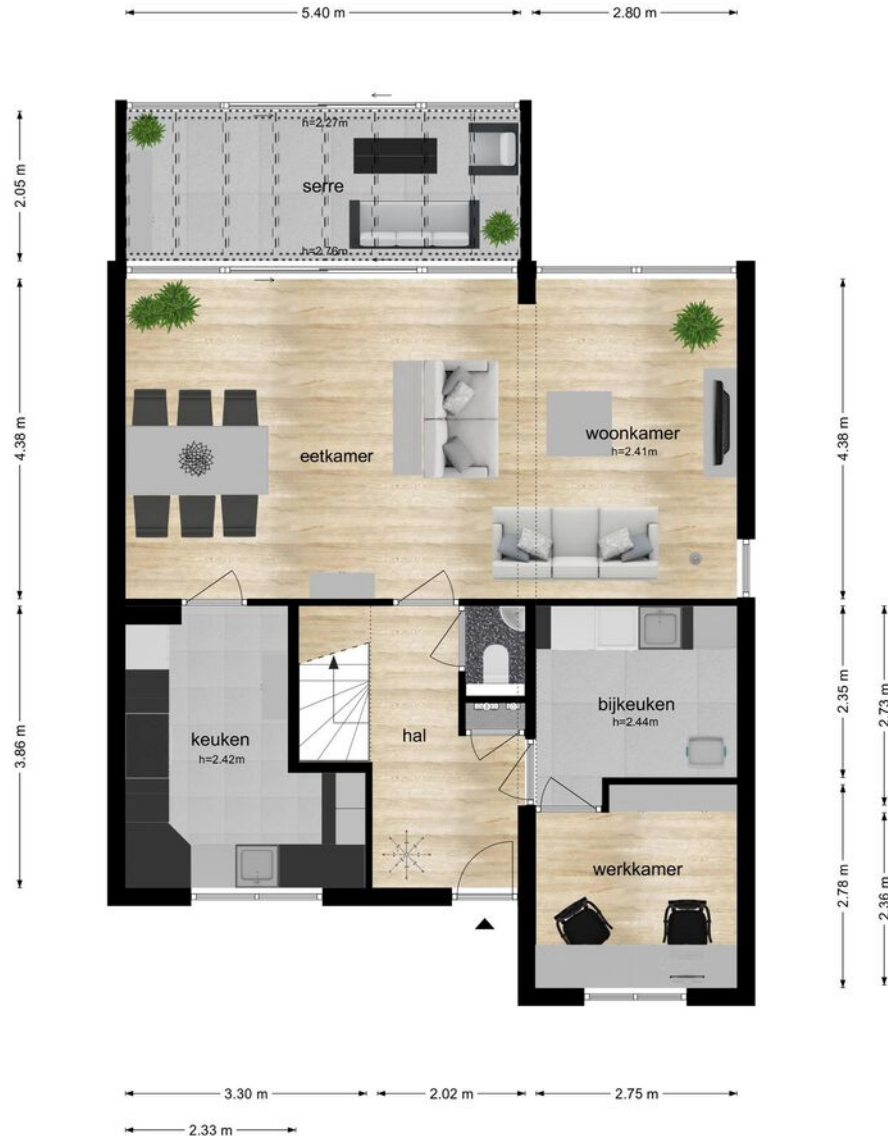 5.40 m
2.80 m
h=2.27m
serre
2.05 m
h=2.76m
4.38 m
4.38 m
woonkamer
h=2.41m
eetkamer
3.86 m
2.35 m
2.73 m
bijkeuken
h=2.44m
keuken
h=2.42m
hal
werkkamer
2.78 m
2.36 m
3.30 m
2.02 m
2.75 m
2.33 m